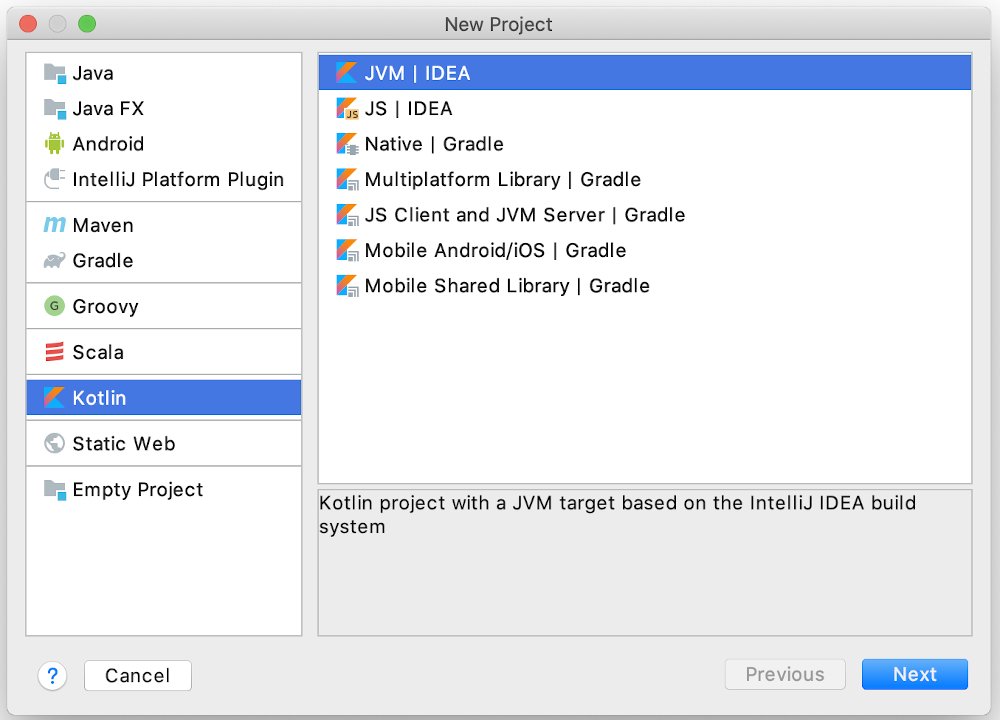 New Project
Java
Java FX
Android
IntelliJ Platform Plugin
Maven
Gradle
G Groovy
Scala
Kotlin
Static Web
Empty Project
JVM | IDEA
JS JS | IDEA
Native | Gradle
Multiplatform Library | Gradle
JS Client and JVM Server | Gradle
Mobile Android/iOS | Gradle
Mobile Shared Library | Gradle
Kotlin project with a JVM target based on the IntelliJ IDEA build
system
? Cancel Previous Next